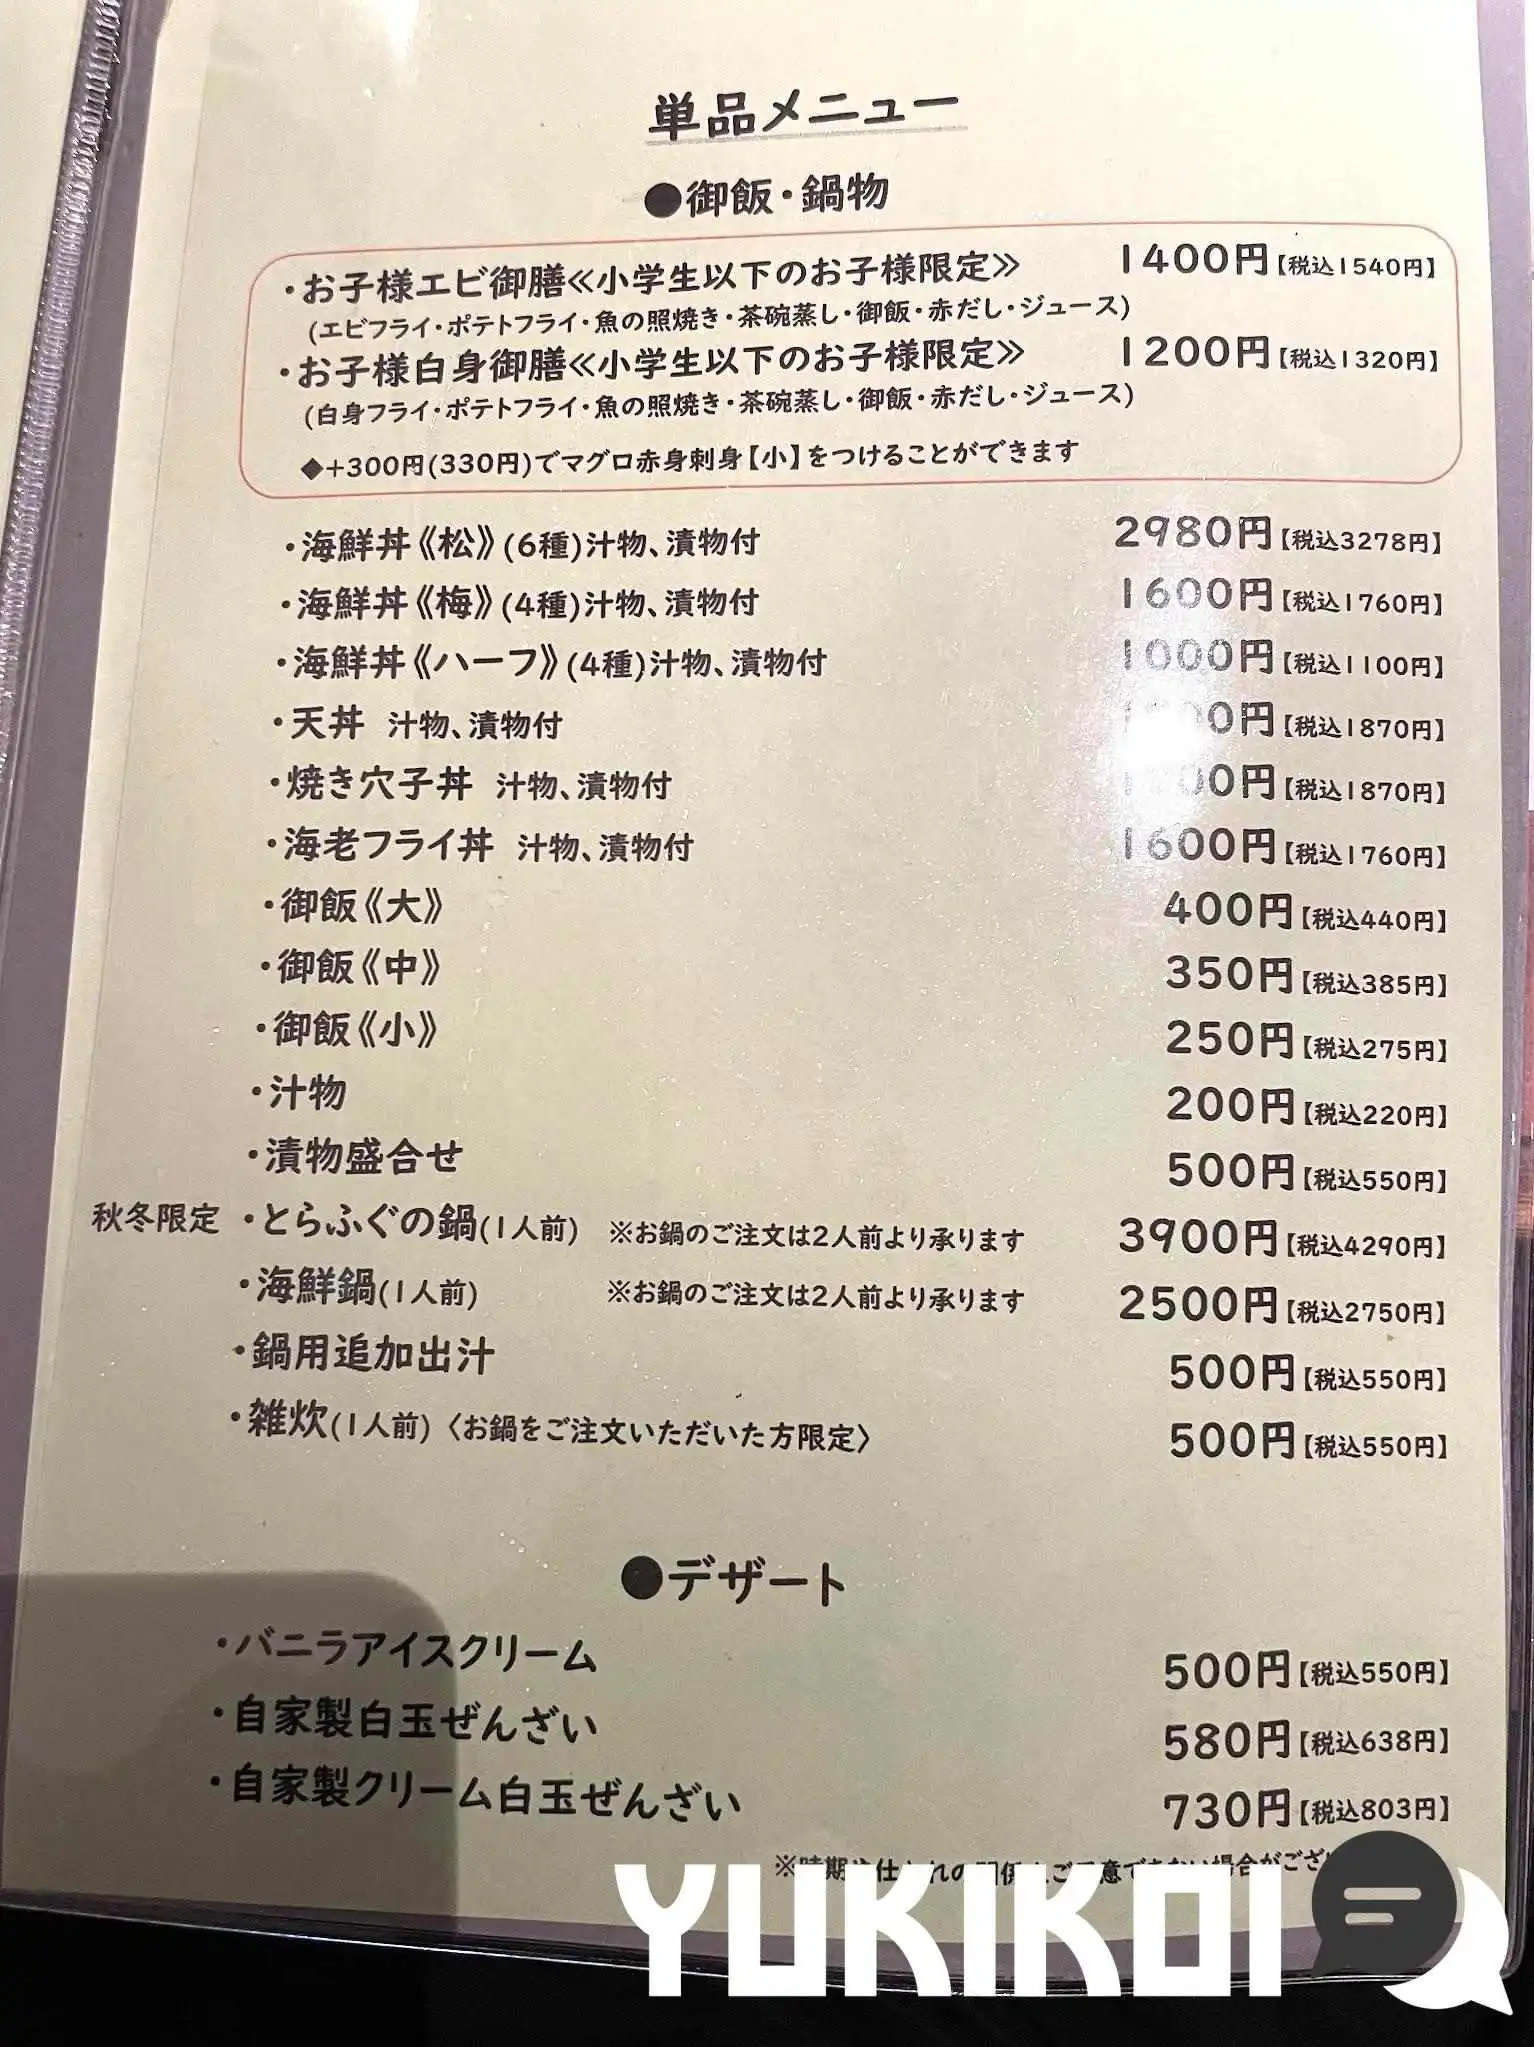 単品メニュー
●御飯・鍋物
・お子様エビ御膳≪小学生以下のお子様限定≫ 1400円【税込1540円】
(エビフライ・ポテトフライ・魚の照焼き・茶碗蒸し・御飯・赤だし・ジュース)
・お子様白身御膳≪小学生以下のお子様限定≫ 1200円【税込1320円】
(白身フライ・ポテトフライ・魚の照焼き・茶碗蒸し・御飯・赤だし・ジュース)
◆+300円(330円)でマグロ赤身刺身【小】をつけることができます
・海鮮丼《松》(6種)汁物、漬物付 2980円【税込3278円】
・海鮮丼《梅》(4種)汁物、漬物付 1600円【税込1760円】
・海鮮丼《ハーフ》(4種)汁物、漬物付 1000円【税込1100円】
・天丼 汁物、漬物付 【税込1870円】
・焼き穴子丼 汁物、漬物付 【税込1870円】
・海老フライ丼 汁物、漬物付 1600円【税込1760円】
・御飯《大》 400円【税込440円】
・御飯《中》 350円【税込385円】
・御飯《小》 250円【税込275円】
・汁物 200円【税込220円】
・漬物盛合せ 500円【税込550円】
秋冬限定 ・とらふぐの鍋(1人前) ※お鍋のご注文は2人前より承ります 3900円【税込4290円】
・海鮮鍋(1人前) ※お鍋のご注文は2人前より承ります 2500円【税込2750円】
・鍋用追加出汁 500円【税込550円】
・雑炊(1人前)〈お鍋をご注文いただいた方限定〉 500円【税込550円】
●デザート
・バニラアイスクリーム 500円【税込550円】
・自家製白玉ぜんざい 580円【税込638円】
・自家製クリーム白玉ぜんざい 730円【税込803円】
YUKIKOI